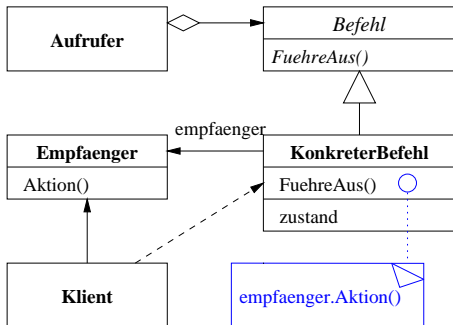 Aufrufer
Befehl
FuehreAus()
empfaenger
Empfaenger
Aktion()
KonkreterBefehl
FuehreAus()
zustand
Klient
empfaenger.Aktion()